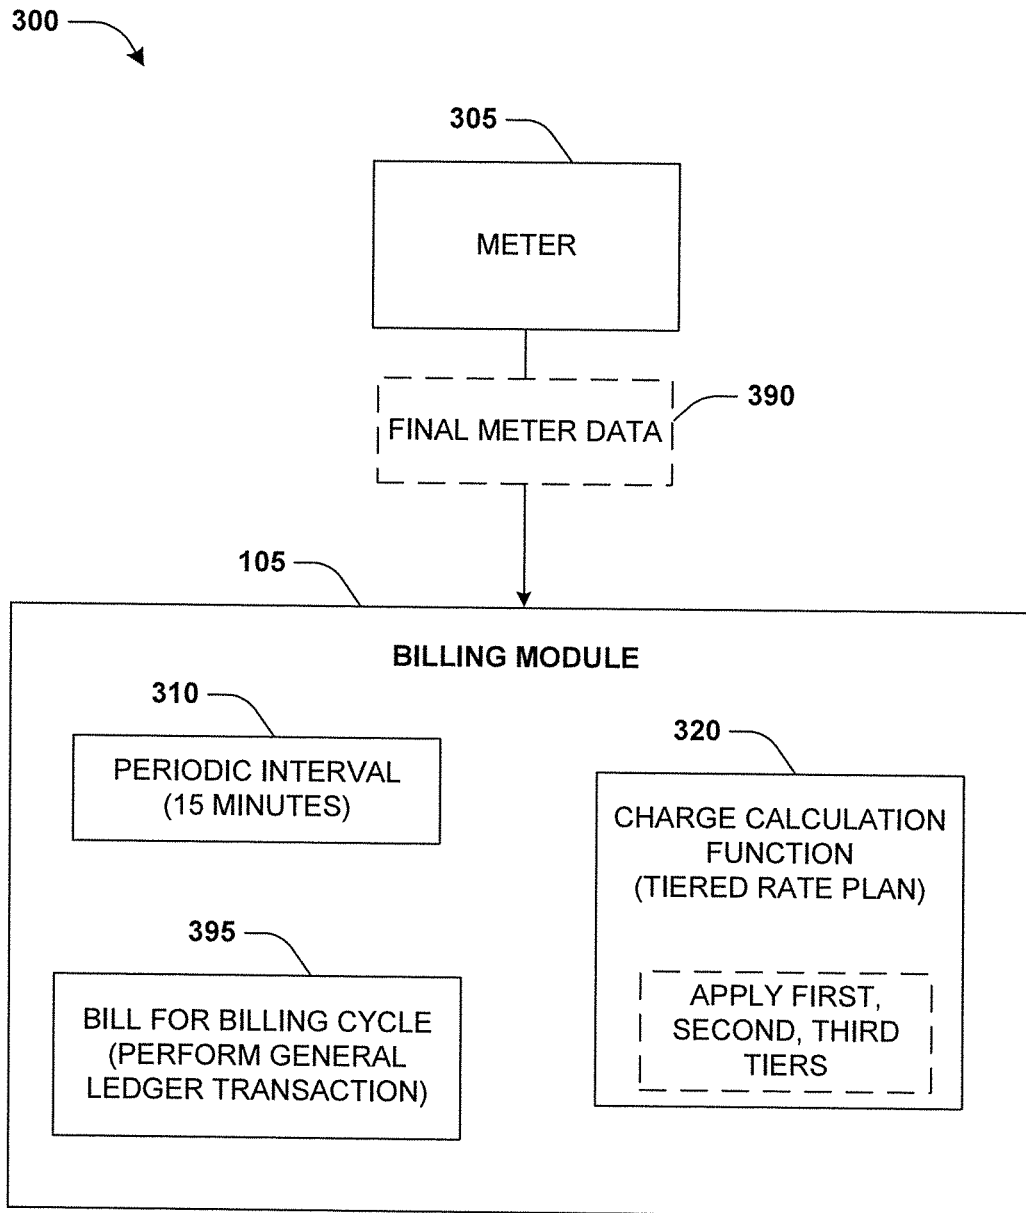 300
305
METER
390
FINAL METER DATA
105
BILLING MODULE
310
PERIODIC INTERVAL
(15 MINUTES)
320
CHARGE CALCULATION
FUNCTION
(TIERED RATE PLAN)
395
BILL FOR BILLING CYCLE
(PERFORM GENERAL
LEDGER TRANSACTION)
APPLY FIRST,
SECOND, THIRD
TIERS